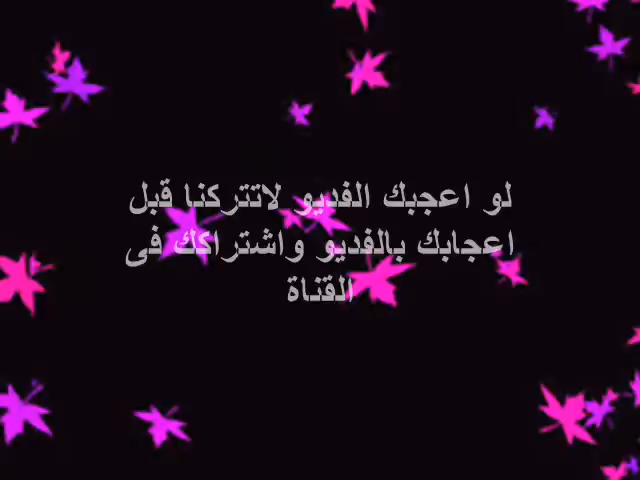 لو اعجبك الفديو لاتتركنا قبل
اعجابك بالفديو واشتراكك فى
القناة